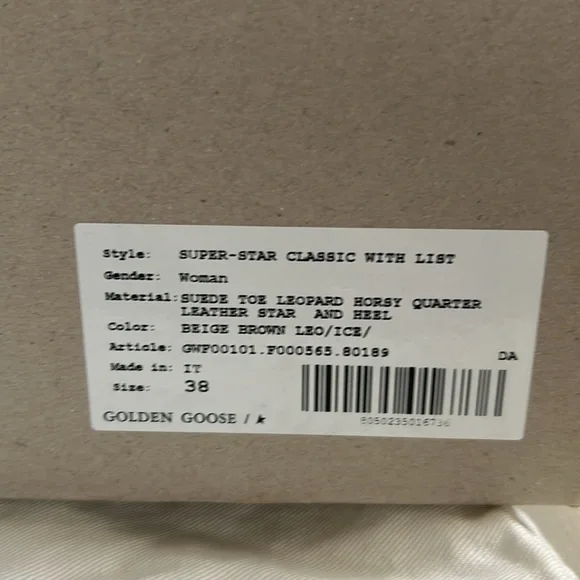 Style: SUPER-STAR CLASSIC WITH LIST
Gender: Woman
Material: SUEDE TOE LEOPARD HORSY QUARTER
LEATHER STAR AND HEEL
Color: BEIGE BROWN LEO/ICE/
Article: GWF00101.F000565.80189 DA
Made in: IT
Size: 38
GOLDEN GOOSE /
8050235016736